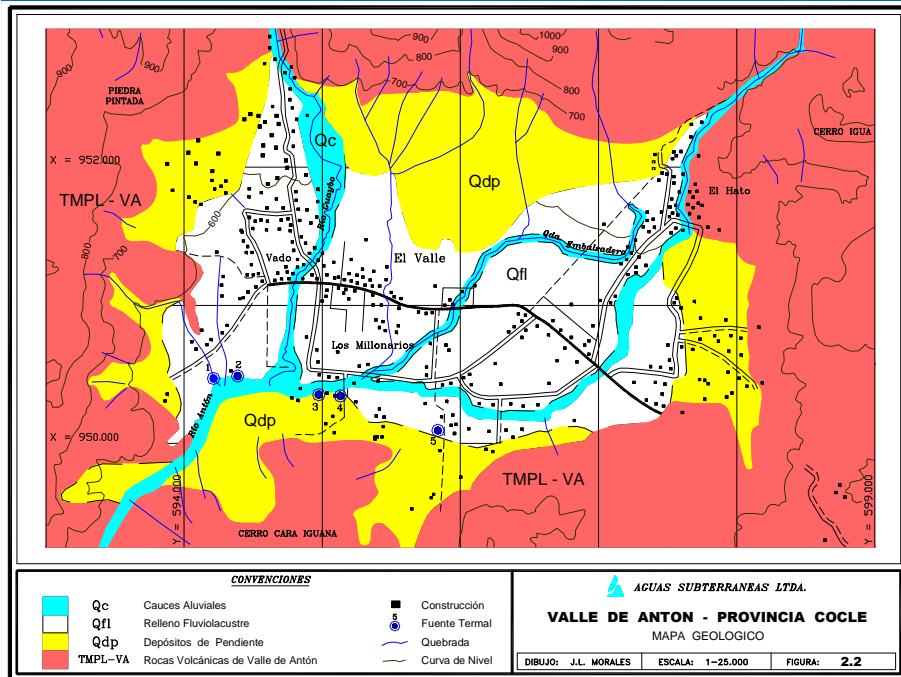 900
1000
900
900
800
900
800
700
800
700
PIEDRA
PINTADA
CERRO IGUA
Qc
X = 952.000
Qdp
TMPL - VA
El Hato
Río Guayabo
600
Qda. Embalsadero
800
700
Vado
El Valle
Qfl
Los Millonarios
1
2
3
4
5
Río Antón
Qdp
X = 950.000
TMPL - VA
Y = 594.000
Y = 599.000
CERRO CARA IGUANA
CONVENCIONES
Qc Cauces Aluviales
Qfl Relleno Fluviolacustre
Qdp Depósitos de Pendiente
TMPL-VA Rocas Volcánicas de Valle de Antón
Construcción
5 Fuente Termal
Quebrada
Curva de Nivel
AGUAS SUBTERRANEAS LTDA.
VALLE DE ANTON - PROVINCIA COCLE
MAPA GEOLOGICO
DIBUJO: J.L. MORALES
ESCALA: 1-25.000
FIGURA: 2.2